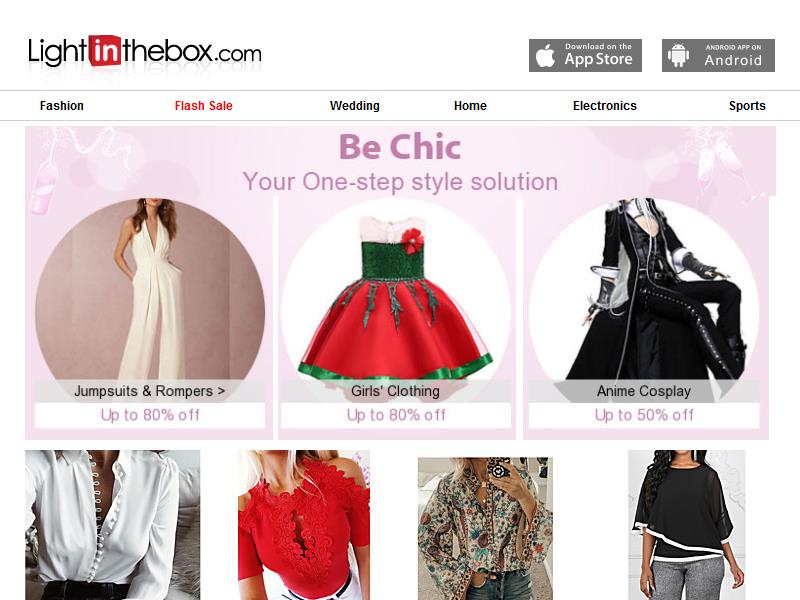 Lightinthebox.com
Download on the
App Store
ANDROID APP ON
Android
Fashion
Flash Sale
Wedding
Home
Electronics
Sports
Be Chic
Your One-step style solution
Jumpsuits & Rompers >
Up to 80% off
Girls' Clothing
Up to 80% off
Anime Cosplay
Up to 50% off